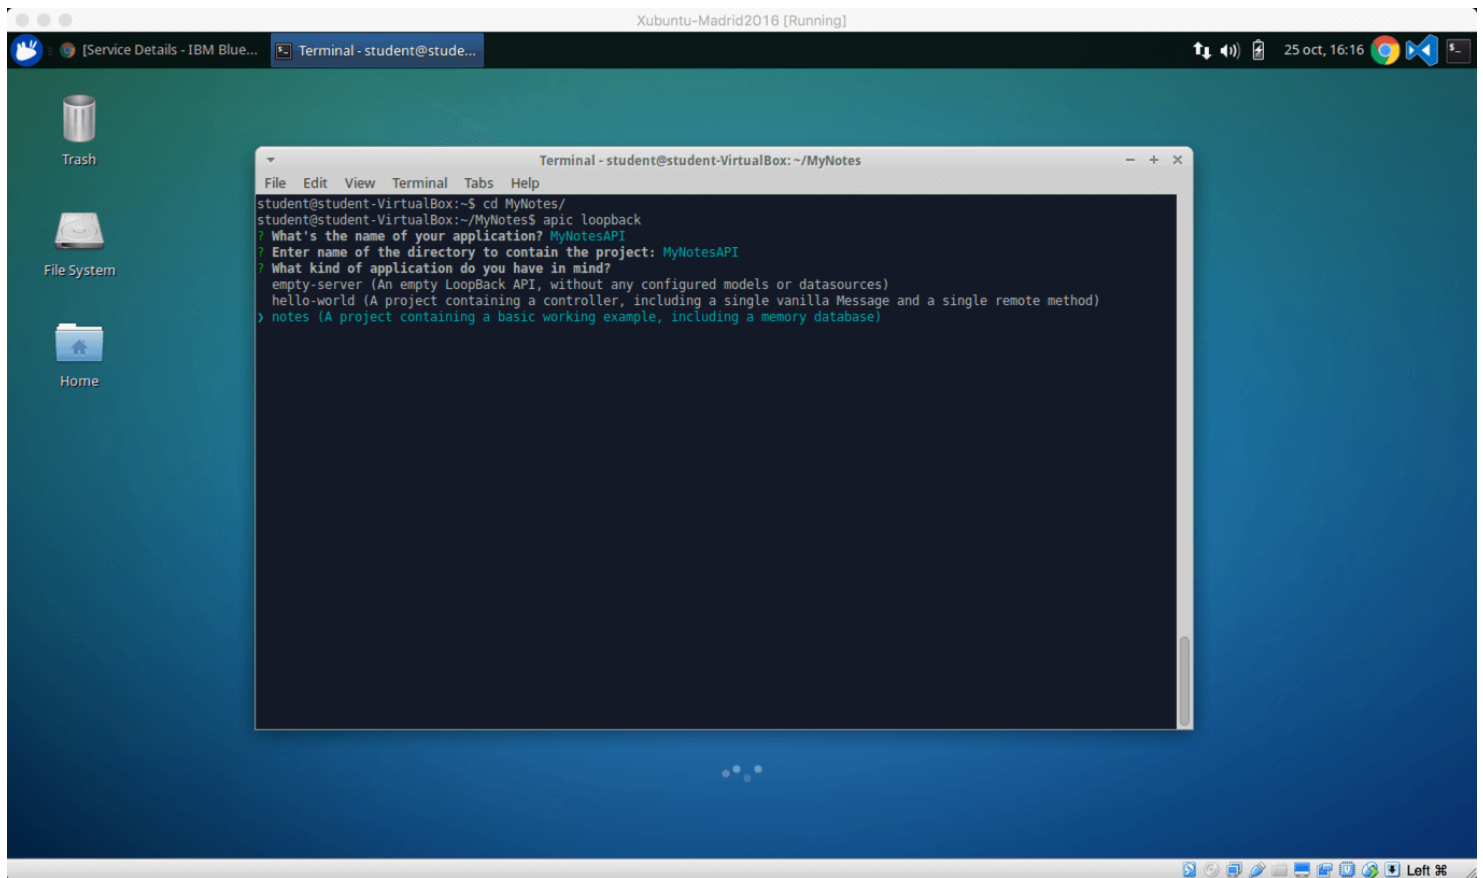 Xubuntu-Madrid2016 [Running]
[Service Details - IBM Blue... Terminal - student@stude... 25 oct, 16:16
Trash
File System
Home
Terminal - student@student-VirtualBox: ~/MyNotes
File Edit View Terminal Tabs Help
student@student-VirtualBox:~$ cd MyNotes/
student@student-VirtualBox:~/MyNotes$ apic loopback
? What's the name of your application? MyNotesAPI
? Enter name of the directory to contain the project: MyNotesAPI
? What kind of application do you have in mind?
empty-server (An empty LoopBack API, without any configured models or datasources)
hello-world (A project containing a controller, including a single vanilla Message and a single remote method)
❯ notes (A project containing a basic working example, including a memory database)
Left ⌘